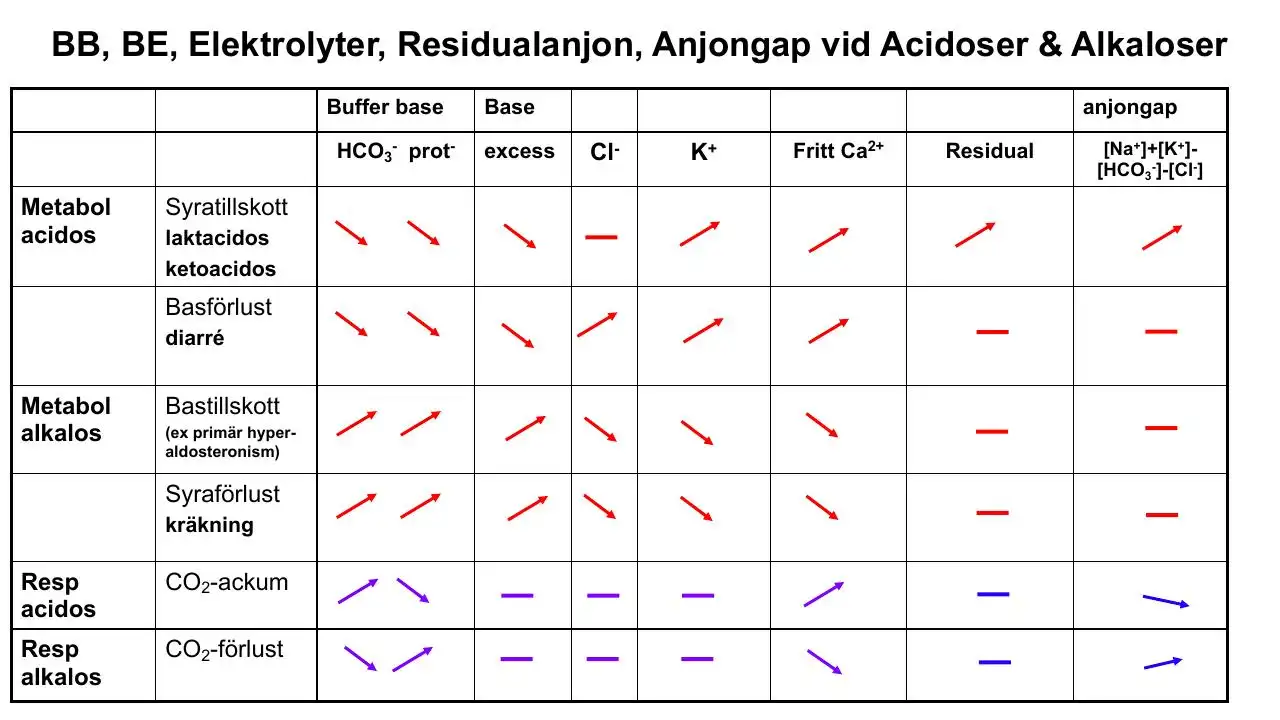 BB, BE, Elektrolyter, Residualanjon, Anjongap vid Acidoser & Alkaloser
Buffer base Base anjongap
HCO₃⁻ prot⁻ excess Cl⁻ K⁺ Fritt Ca²⁺ Residual [Na⁺]+[K⁺]-
[HCO₃⁻]-[Cl⁻]
Metabol Syratillskott
acidos laktacidos
ketoacidos
Basförlust
diarré
Metabol Bastillskott
alkalos (ex primär hyper-
aldosteronism)
Syraförlust
kräkning
Resp CO₂-ackum
acidos
Resp CO₂-förlust
alkalos